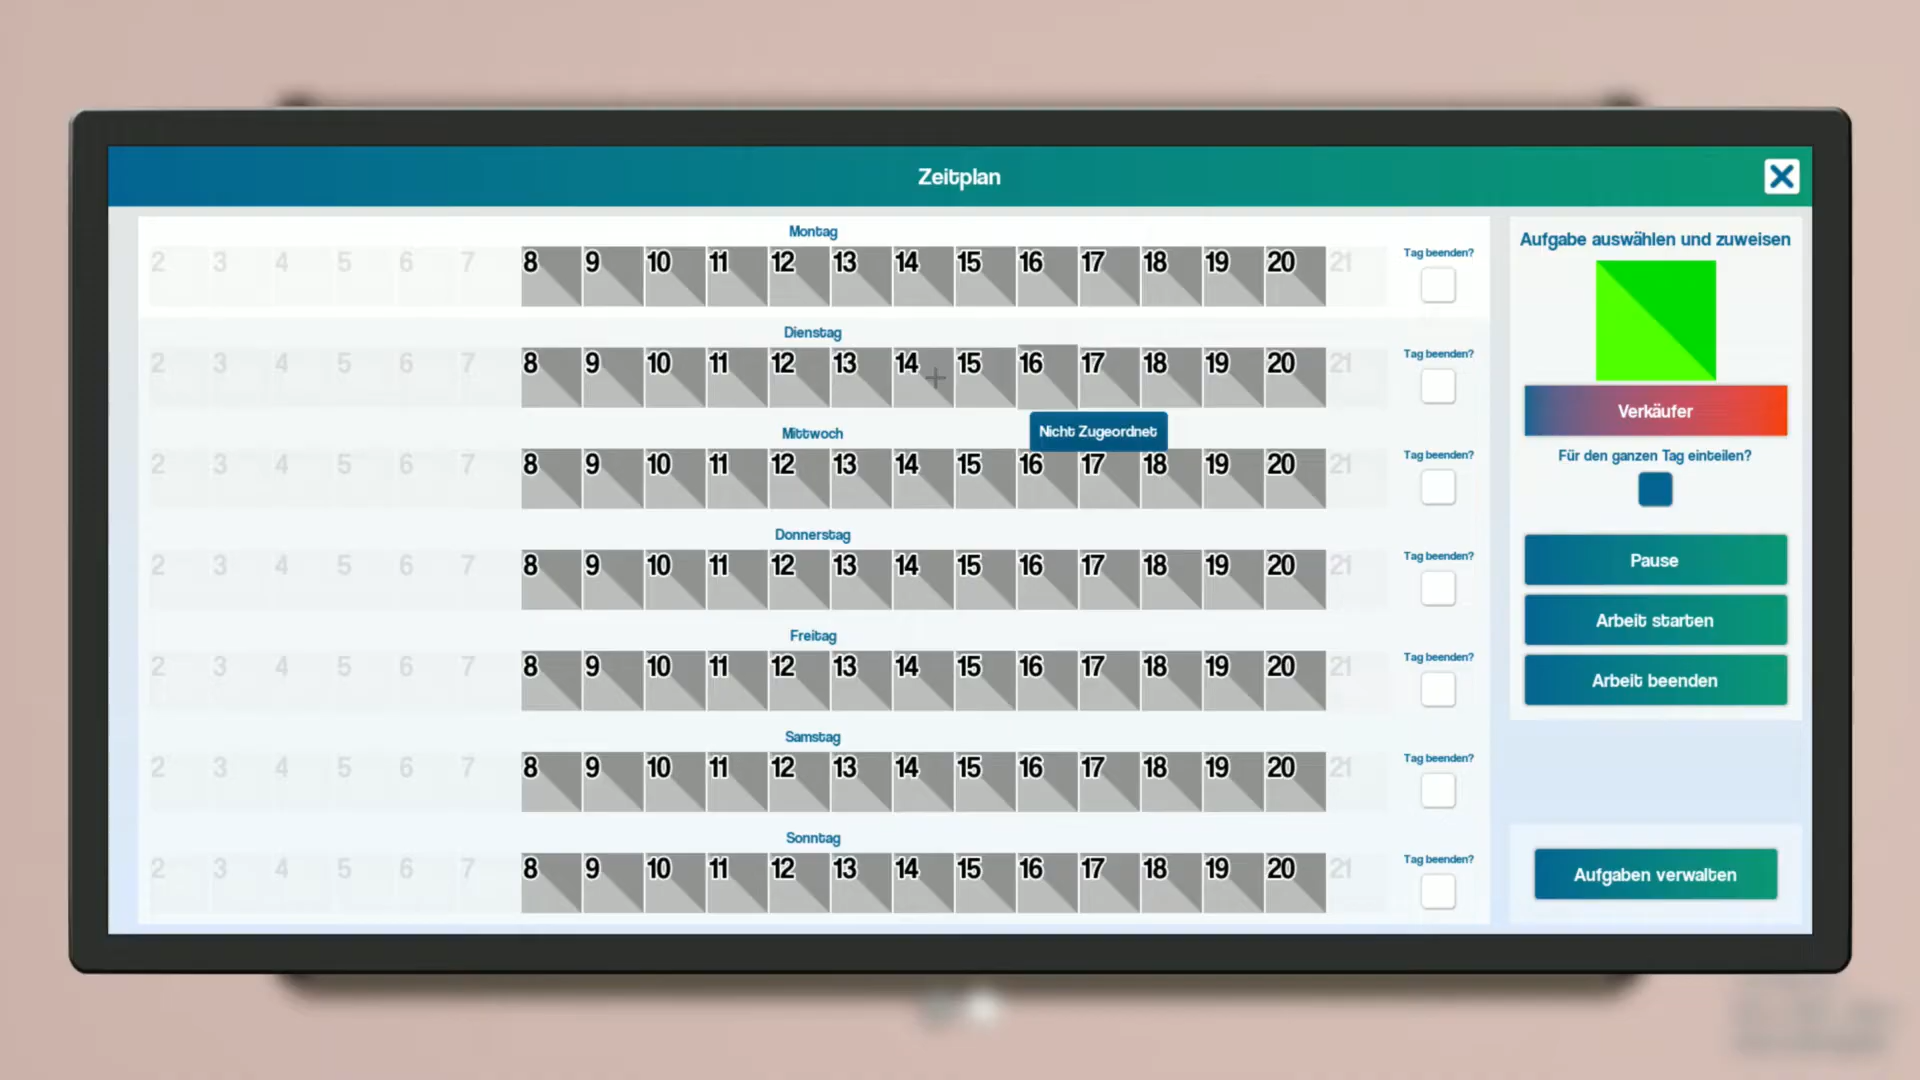 Zeitplan
Montag
2 3 4 5 6 7 8 9 10 11 12 13 14 15 16 17 18 19 20 21
Tag beenden?
Dienstag
2 3 4 5 6 7 8 9 10 11 12 13 14 15 16 17 18 19 20 21
Tag beenden?
Nicht Zugeordnet
Mittwoch
2 3 4 5 6 7 8 9 10 11 12 13 14 15 16 17 18 19 20 21
Tag beenden?
Donnerstag
2 3 4 5 6 7 8 9 10 11 12 13 14 15 16 17 18 19 20 21
Tag beenden?
Freitag
2 3 4 5 6 7 8 9 10 11 12 13 14 15 16 17 18 19 20 21
Tag beenden?
Samstag
2 3 4 5 6 7 8 9 10 11 12 13 14 15 16 17 18 19 20 21
Tag beenden?
Sonntag
2 3 4 5 6 7 8 9 10 11 12 13 14 15 16 17 18 19 20 21
Tag beenden?
Aufgabe auswählen und zuweisen
Verkäufer
Für den ganzen Tag einteilen?
Pause
Arbeit starten
Arbeit beenden
Aufgaben verwalten